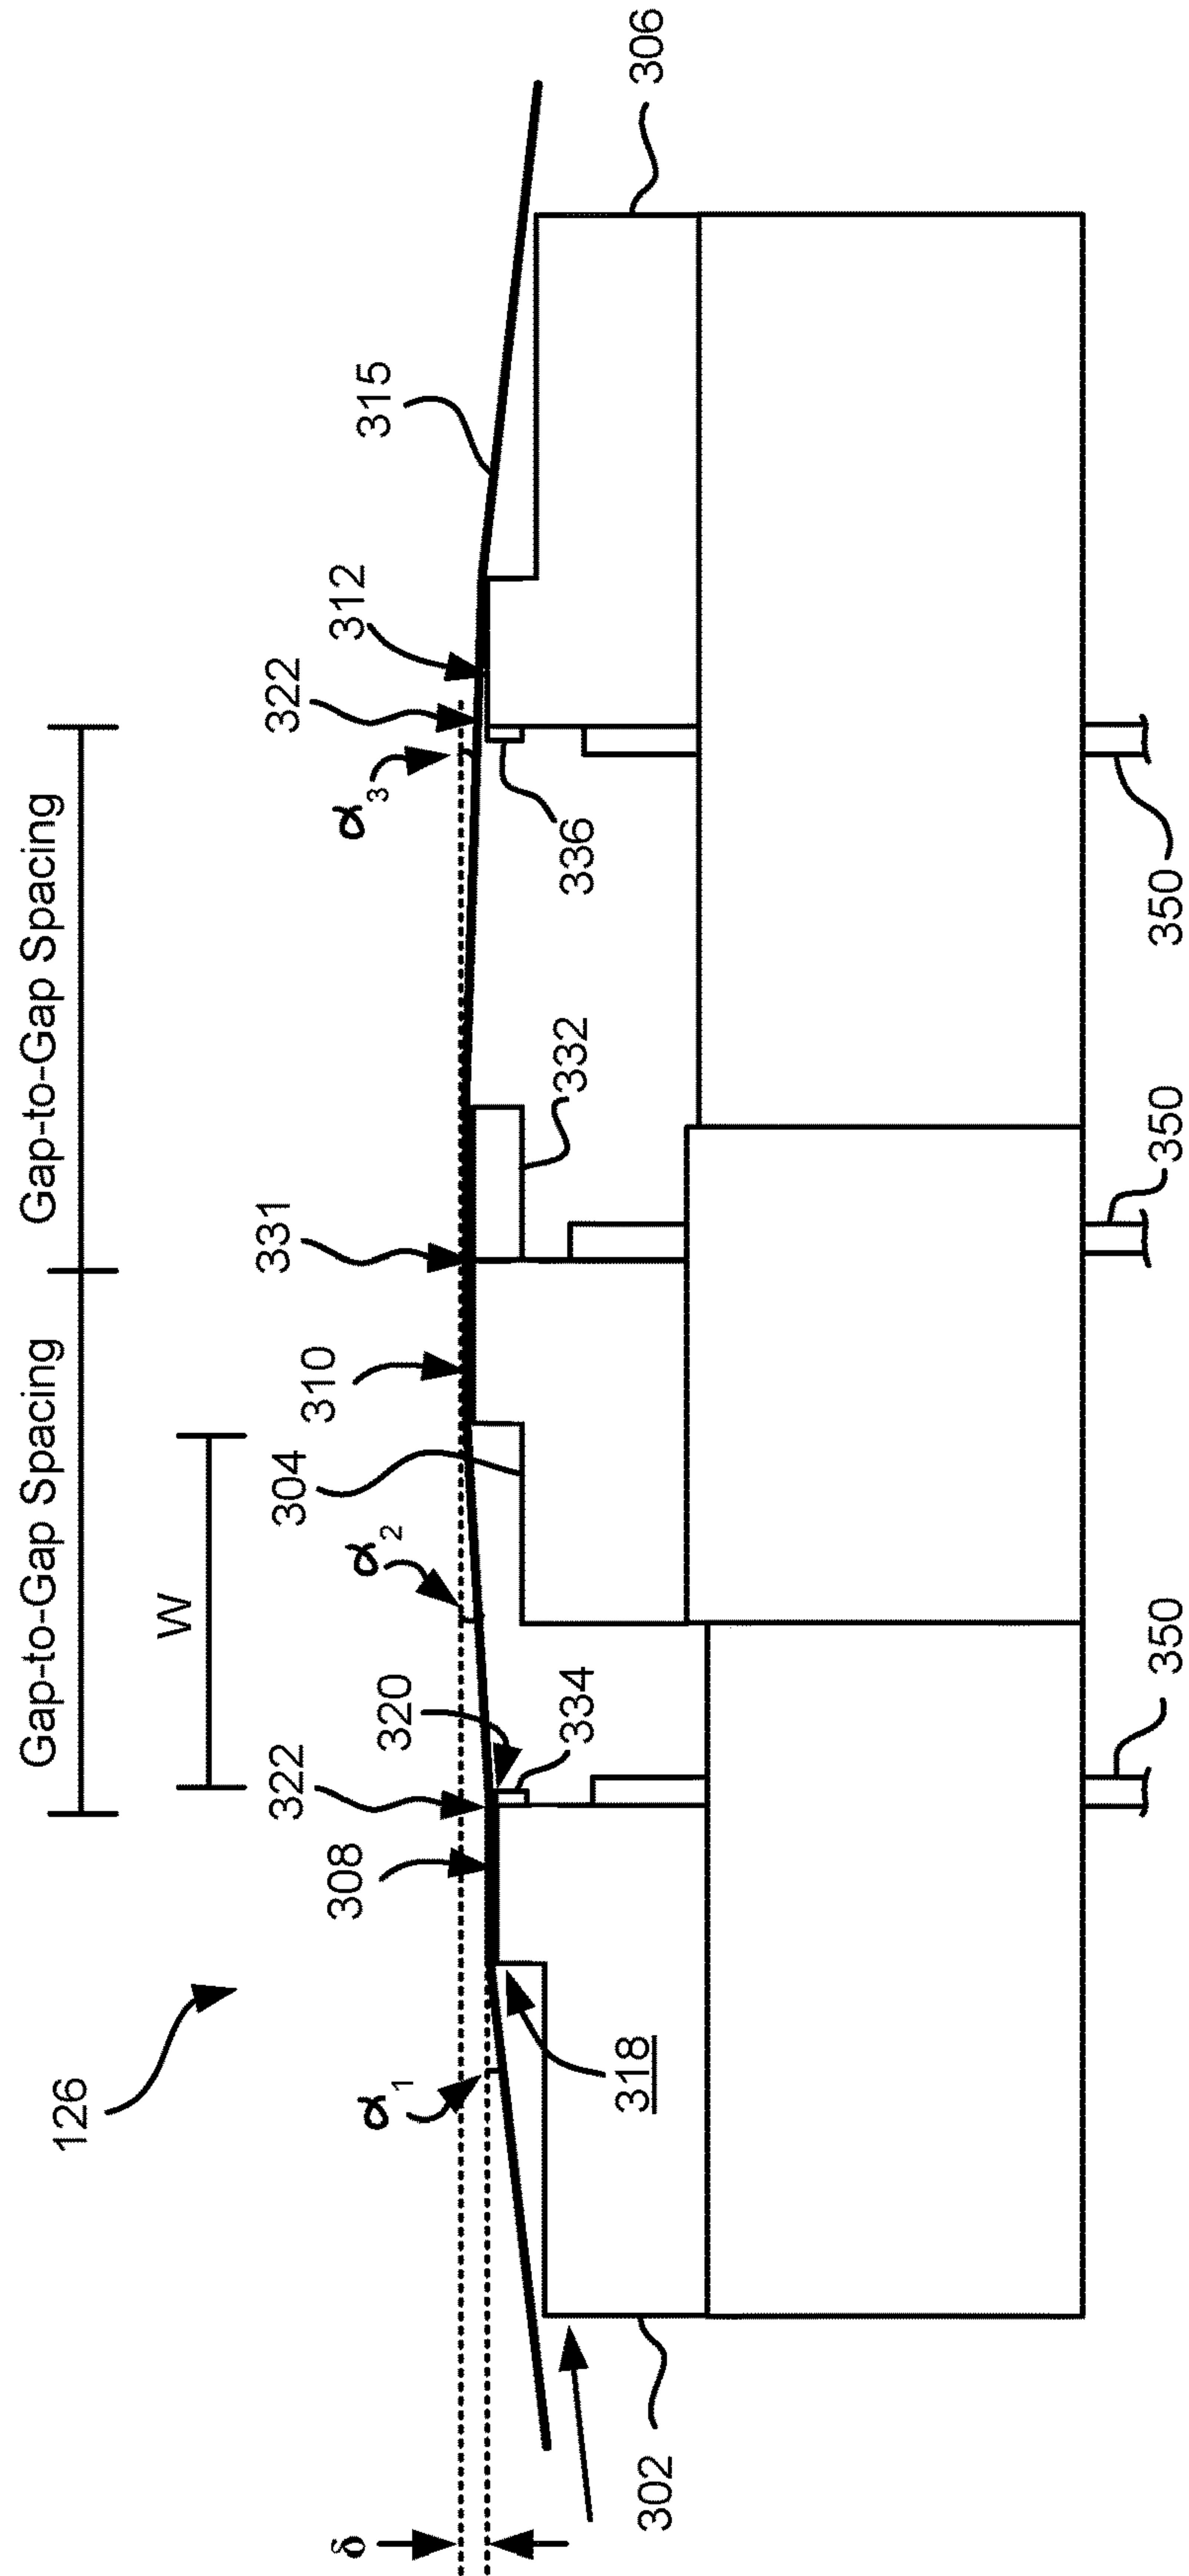 Gap-to-Gap Spacing
Gap-to-Gap Spacing
W
126
δ
α1
308
322
320
α2
304
310
331
α3
322
312
315
318
334
332
336
302
306
350
350
350